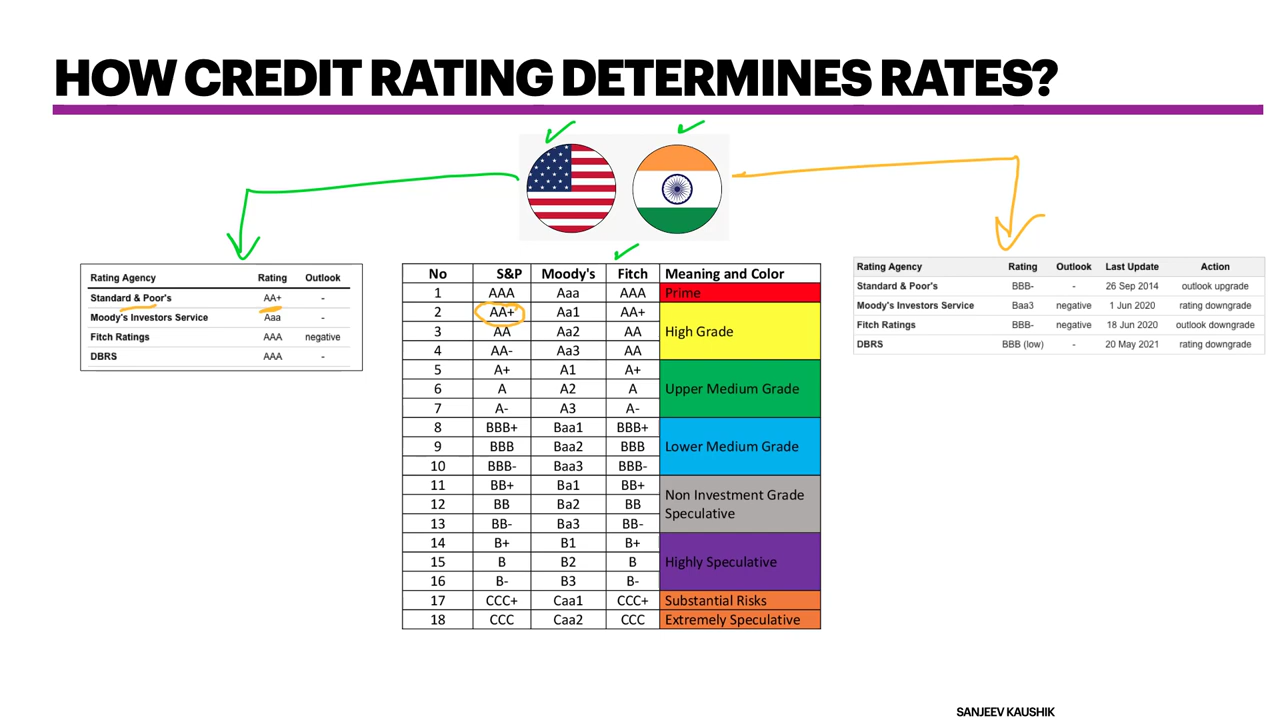 HOW CREDIT RATING DETERMINES RATES?
Rating Agency Rating Outlook
Standard & Poor's AA+ -
Moody's Investors Service Aaa -
Fitch Ratings AAA negative
DBRS AAA -
No S&P Moody's Fitch Meaning and Color
1 AAA Aaa AAA Prime
2 AA+ Aa1 AA+
3 AA Aa2 AA High Grade
4 AA- Aa3 AA
5 A+ A1 A+
6 A A2 A Upper Medium Grade
7 A- A3 A-
8 BBB+ Baa1 BBB+
9 BBB Baa2 BBB Lower Medium Grade
10 BBB- Baa3 BBB-
11 BB+ Ba1 BB+
12 BB Ba2 BB Non Investment Grade Speculative
13 BB- Ba3 BB-
14 B+ B1 B+
15 B B2 B Highly Speculative
16 B- B3 B-
17 CCC+ Caa1 CCC+ Substantial Risks
18 CCC Caa2 CCC Extremely Speculative
Rating Agency Rating Outlook Last Update Action
Standard & Poor's BBB- - 26 Sep 2014 outlook upgrade
Moody's Investors Service Baa3 negative 1 Jun 2020 rating downgrade
Fitch Ratings BBB- negative 18 Jun 2020 outlook downgrade
DBRS BBB (low) - 20 May 2021 rating downgrade
SANJEEV KAUSHIK